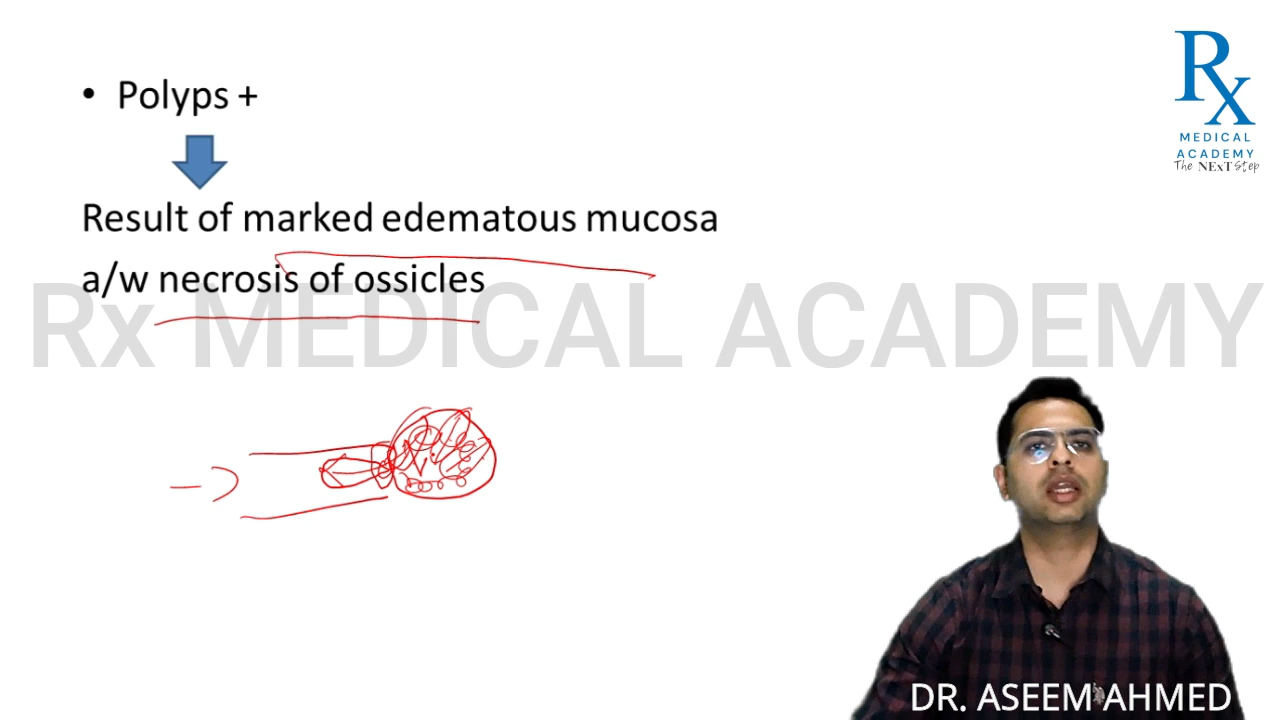 • Polyps +
Result of marked edematous mucosa
a/w necrosis of ossicles
Rx MEDICAL ACADEMY
Rx
MEDICAL
ACADEMY
The NExT Step
DR. ASEEM AHMED